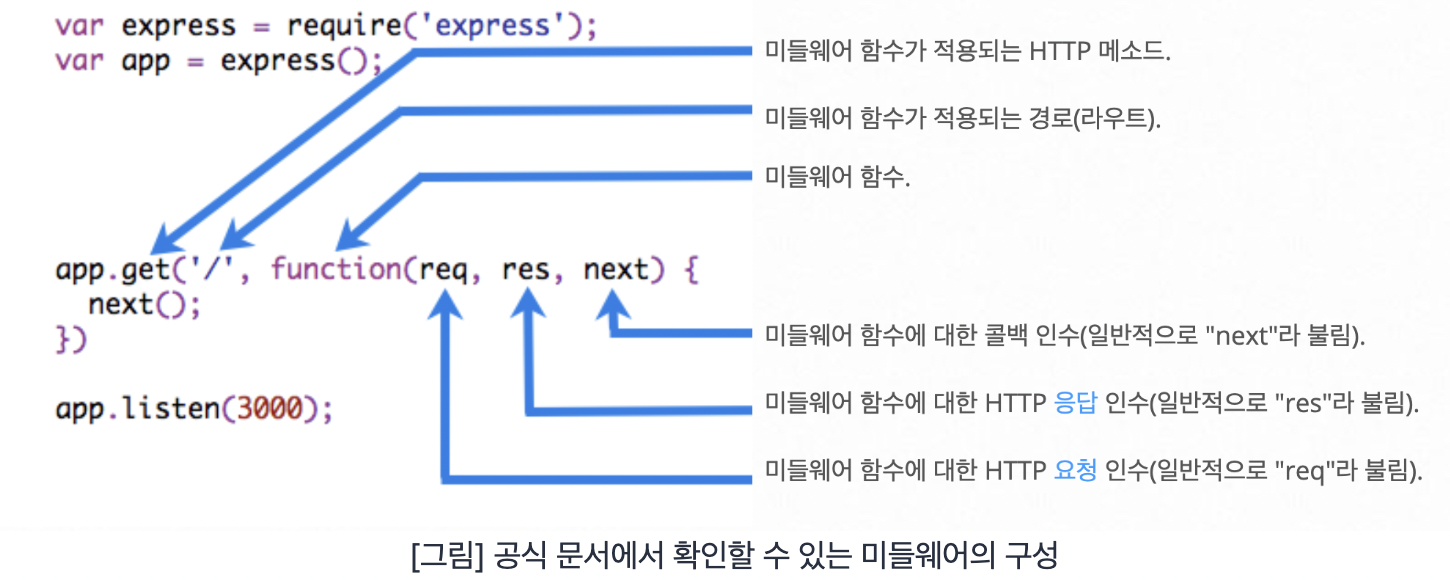 var express = require('express');
var app = express();
미들웨어 함수가 적용되는 HTTP 메소드.
미들웨어 함수가 적용되는 경로(라우트).
미들웨어 함수.
app.get('/', function(req, res, next) {
next();
})
미들웨어 함수에 대한 콜백 인수(일반적으로 "next"라 불림).
app.listen(3000);
미들웨어 함수에 대한 HTTP 응답 인수(일반적으로 "res"라 불림).
미들웨어 함수에 대한 HTTP 요청 인수(일반적으로 "req"라 불림).
[그림] 공식 문서에서 확인할 수 있는 미들웨어의 구성